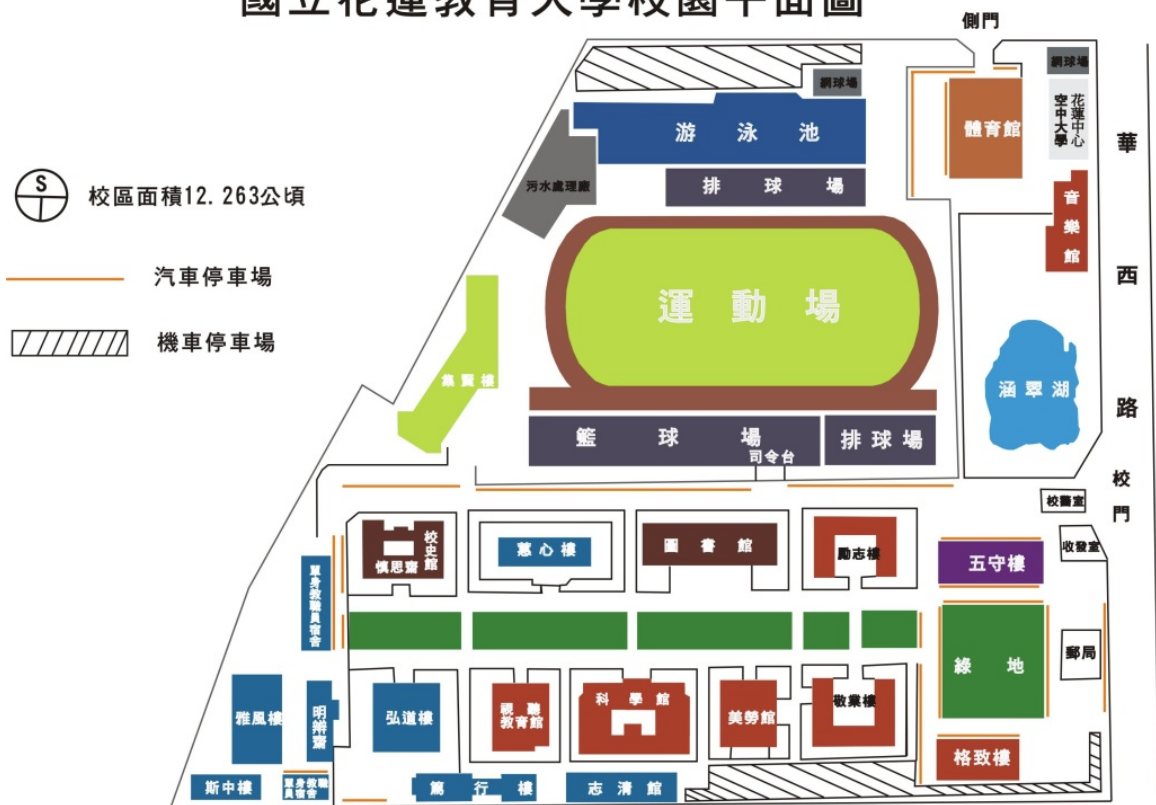 國立花蓮教育大學校園平面圖
側門
S
校區面積12.263公頃
汽車停車場
機車停車場
網球場
網球場
游泳池
體育館
花蓮中心
空中大學
污水處理廠
排球場
音樂館
華西路
運動場
集賢樓
涵翠湖
籃球場
司令台
排球場
校門
校警室
收發室
校史館
慎思齋
蕙心樓
圖書館
勵志樓
五守樓
單身教職員宿舍
綠地
郵局
雅風樓
明辨齋
弘道樓
視聽
教育館
科學館
美勞館
敬業樓
格致樓
斯中樓
單身教職
員宿舍
篤行樓
志清館